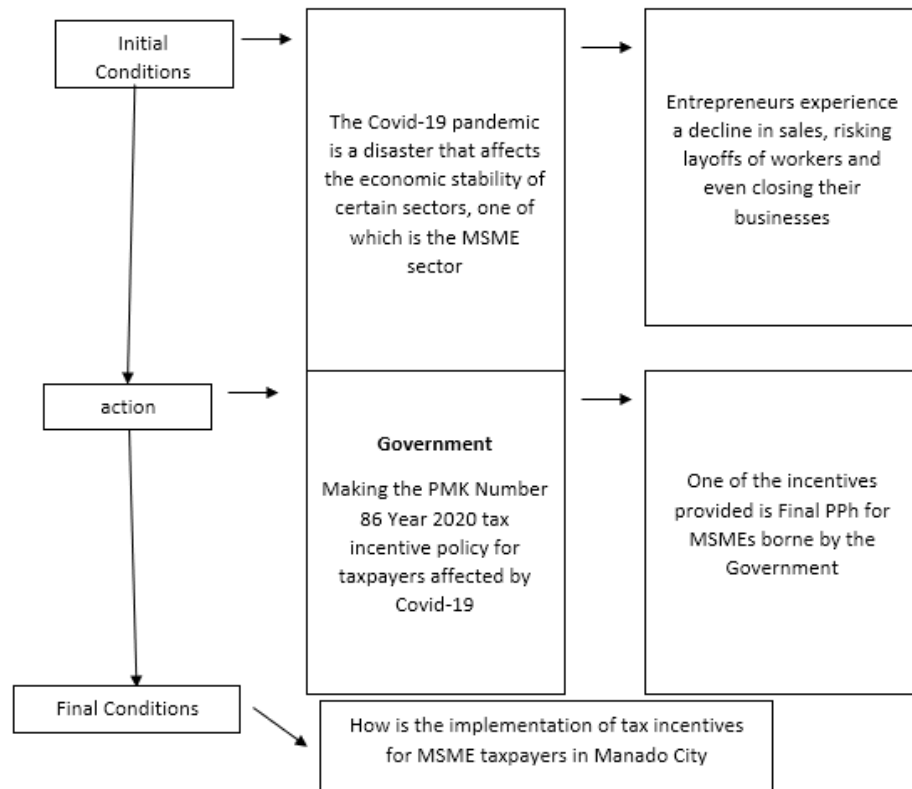 Initial
Conditions
The Covid-19 pandemic
is a disaster that affects
the economic stability of
certain sectors, one of
which is the MSME
sector
Entrepreneurs experience
a decline in sales, risking
layoffs of workers and
even closing their
businesses
action
Government
Making the PMK Number
86 Year 2020 tax
incentive policy for
taxpayers affected by
Covid-19
One of the incentives
provided is Final PPh for
MSMEs borne by the
Government
Final Conditions
How is the implementation of tax incentives
for MSME taxpayers in Manado City